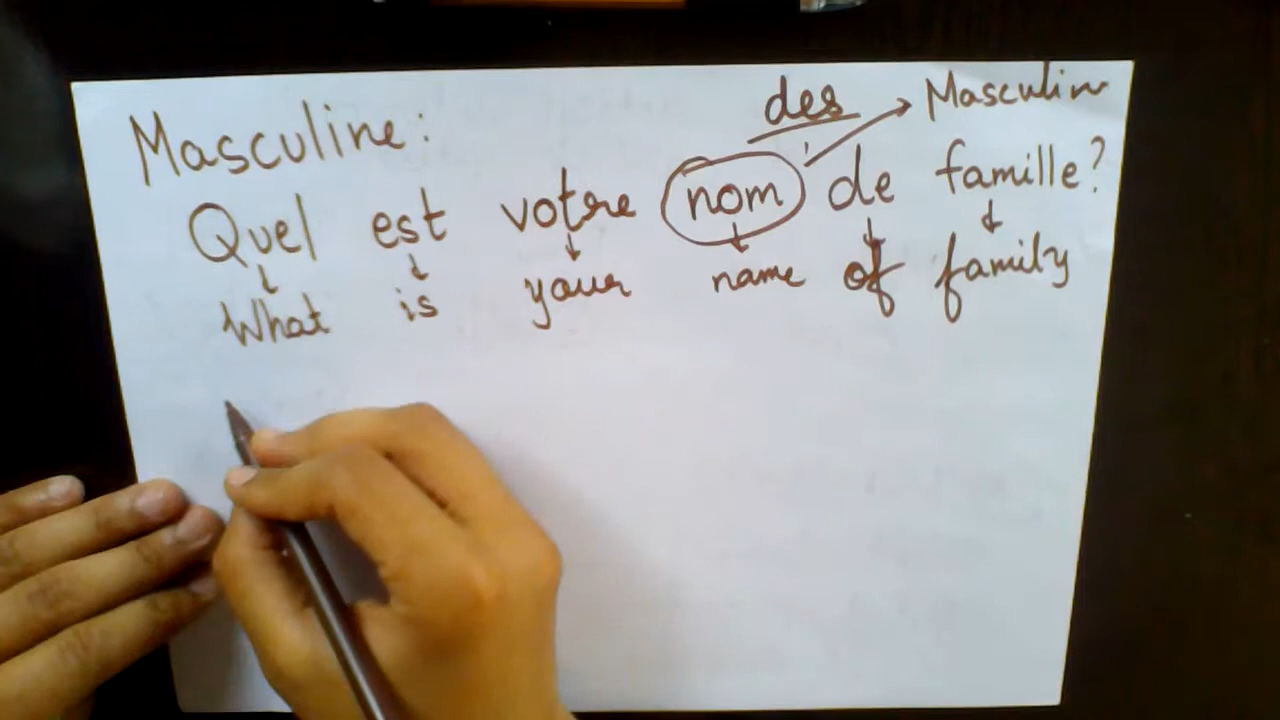 des Masculin
Masculine:
Quel est votre nom de famille?
What is your name of family